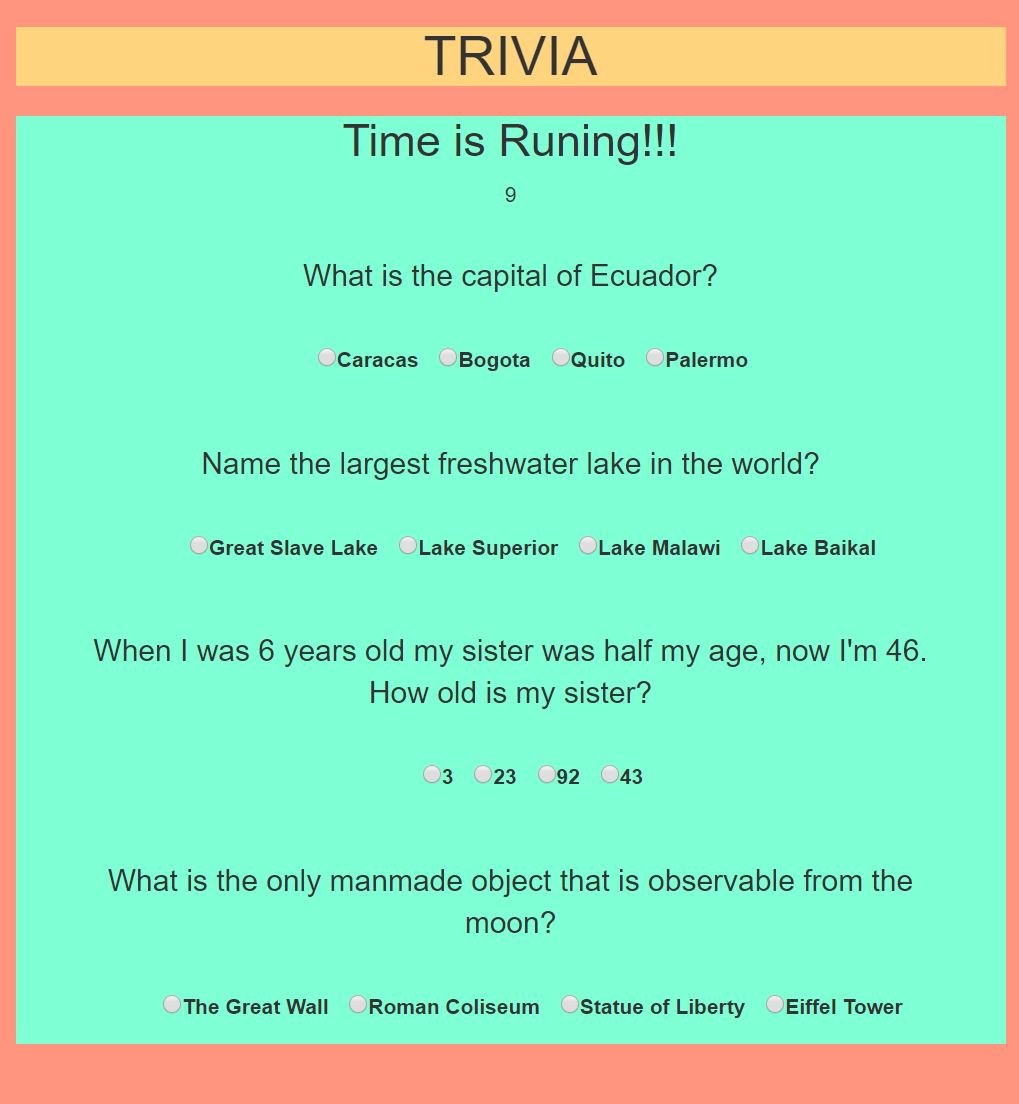 TRIVIA
Time is Runing!!!
9
What is the capital of Ecuador?
Caracas Bogota Quito Palermo
Name the largest freshwater lake in the world?
Great Slave Lake Lake Superior Lake Malawi Lake Baikal
When I was 6 years old my sister was half my age, now I'm 46.
How old is my sister?
3 23 92 43
What is the only manmade object that is observable from the
moon?
The Great Wall Roman Coliseum Statue of Liberty Eiffel Tower